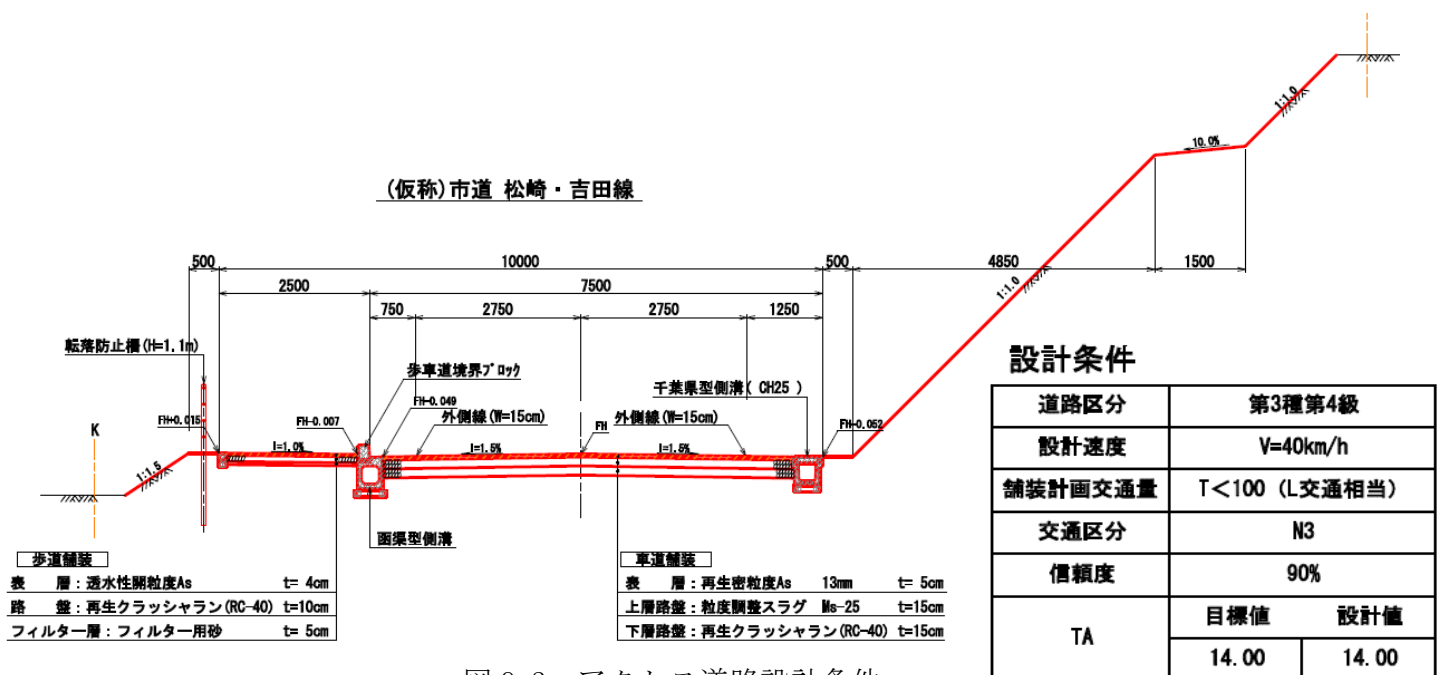 (仮称)市道 松崎・吉田線
1:1.0
10.0%
500
10000
500
4850
1500
2500
7500
750
2750
2750
1250
1:1.0
転落防止柵(H=1.1m)
歩車道境界ブロック
千葉県型側溝( CH25 )
FH+0.015
FH-0.007
FH-0.049
外側線(W=15cm)
外側線(W=15cm)
FH
FH-0.052
K
I=1.0%
I=1.5%
I=1.5%
1:1.5
函渠型側溝
歩道舗装
表 層:透水性開粒度As t= 4cm
路 盤:再生クラッシャラン(RC-40) t=10cm
フィルター層:フィルター用砂 t= 5cm
車道舗装
表 層:再生密粒度As 13mm t= 5cm
上層路盤:粒度調整スラグ Ms-25 t=15cm
下層路盤:再生クラッシャラン(RC-40) t=15cm
設計条件
道路区分 第3種第4級
設計速度 V=40km/h
舗装計画交通量 T<100 (L交通相当)
交通区分 N3
信頼度 90%
TA 目標値 設計値
14.00 14.00